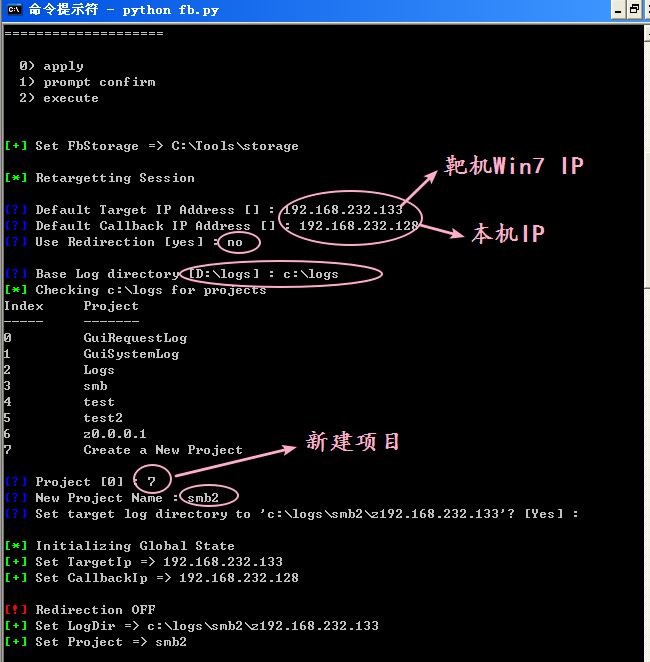 命令提示符 - python fb.py
====================
0) apply
1) prompt confirm
2) execute
[+] Set FbStorage => C:\Tools\storage
[*] Retargetting Session
靶机Win7 IP
[?] Default Target IP Address [] : 192.168.232.133
[?] Default Callback IP Address [] : 192.168.232.128
本机IP
[?] Use Redirection [yes] : no
[?] Base Log directory [D:\logs] : c:\logs
[*] Checking c:\logs for projects
Index Project
----- -------
0 GuiRequestLog
1 GuiSystemLog
2 Logs
3 smb
4 test
5 test2
6 z0.0.0.1
7 Create a New Project
新建项目
[?] Project [0] : 7
[?] New Project Name : smb2
[?] Set target log directory to 'c:\logs\smb2\z192.168.232.133'? [Yes] :
[*] Initializing Global State
[+] Set TargetIp => 192.168.232.133
[+] Set CallbackIp => 192.168.232.128
[!] Redirection OFF
[+] Set LogDir => c:\logs\smb2\z192.168.232.133
[+] Set Project => smb2